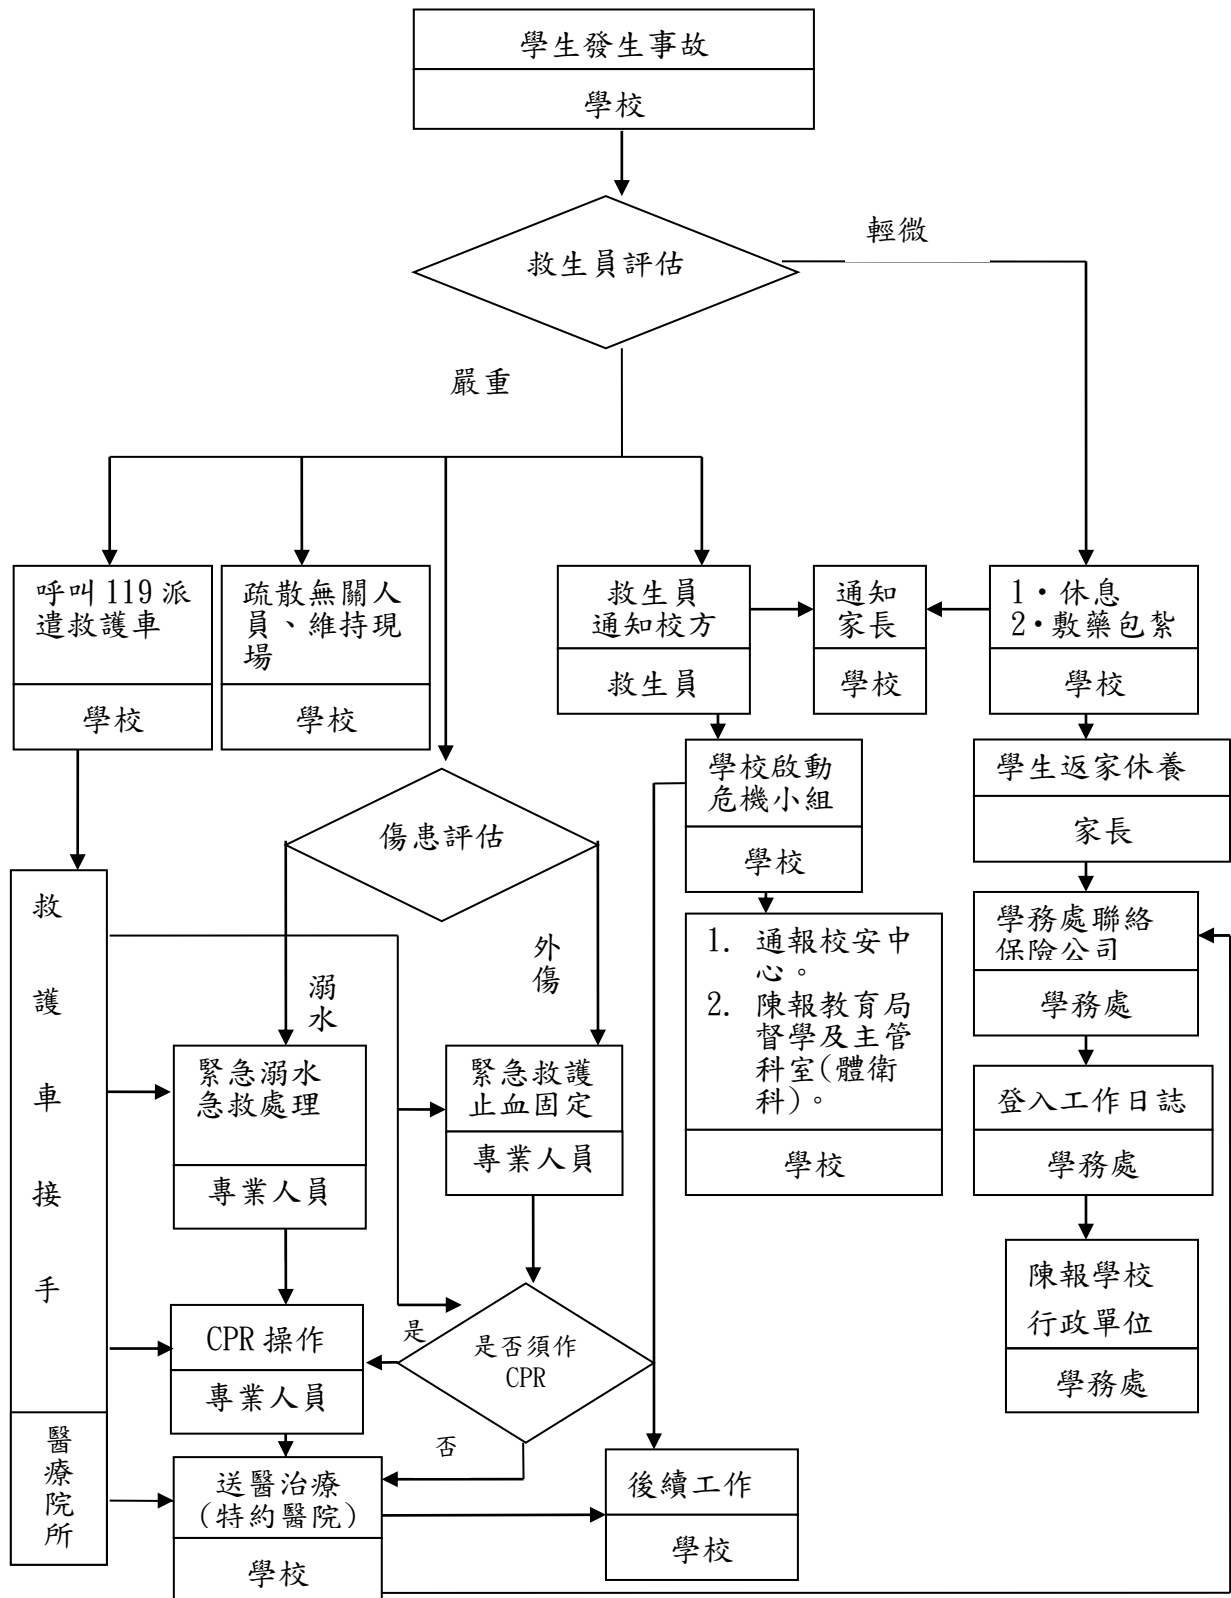 學生發生事故
學校
救生員評估
輕微
嚴重
呼叫119派
遣救護車
學校
疏散無關人
員、維持現
場
學校
救生員
通知校方
救生員
通知
家長
學校
1・休息
2・敷藥包紮
學校
學校啟動
危機小組
學校
學生返家休養
家長
傷患評估
溺
水
外
傷
救
護
車
接
手
醫
療
院
所
1. 通報校安中
心。
2. 陳報教育局
督學及主管
科室(體衛
科)。
學校
學務處聯絡
保險公司
學務處
緊急溺水
急救處理
專業人員
緊急救護
止血固定
專業人員
登入工作日誌
學務處
陳報學校
行政單位
學務處
CPR操作
專業人員
是
是否須作
CPR
否
送醫治療
(特約醫院)
學校
後續工作
學校